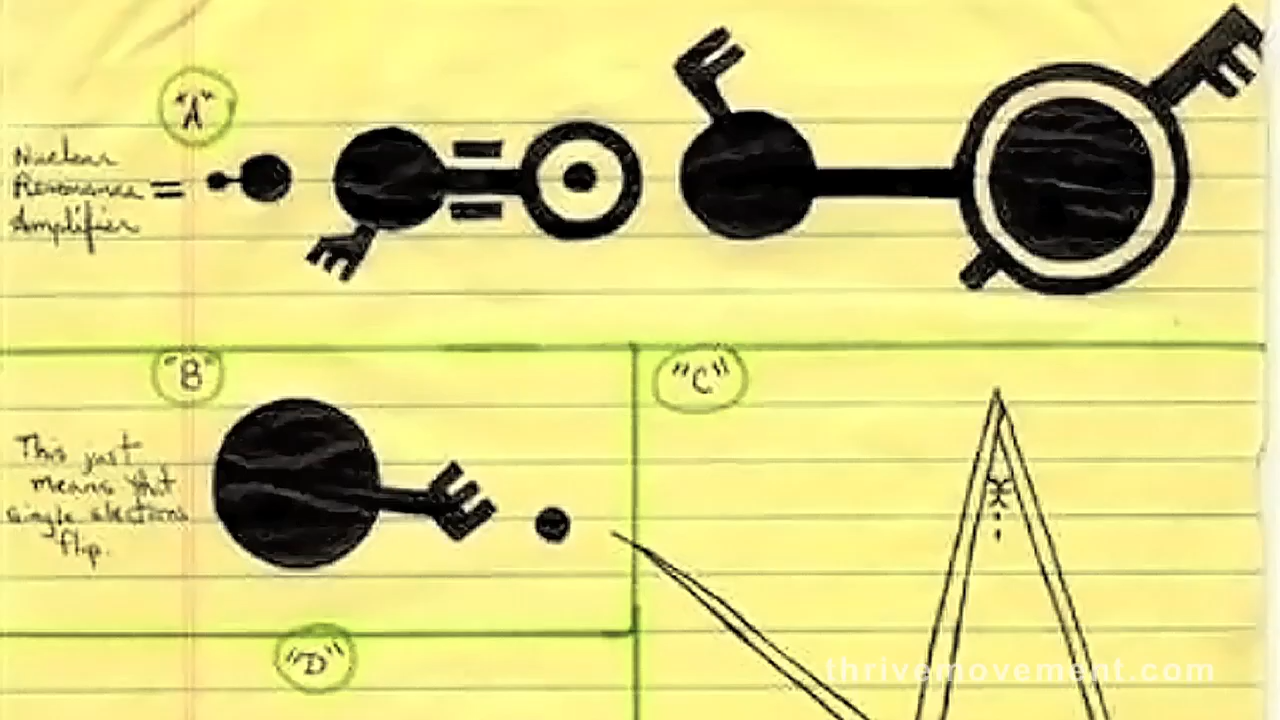 "A"
Nuclear
Resonance =
Amplifier
"B"
"C"
This just
means that
single electrons
flip.
"D"
thrivemovement.com